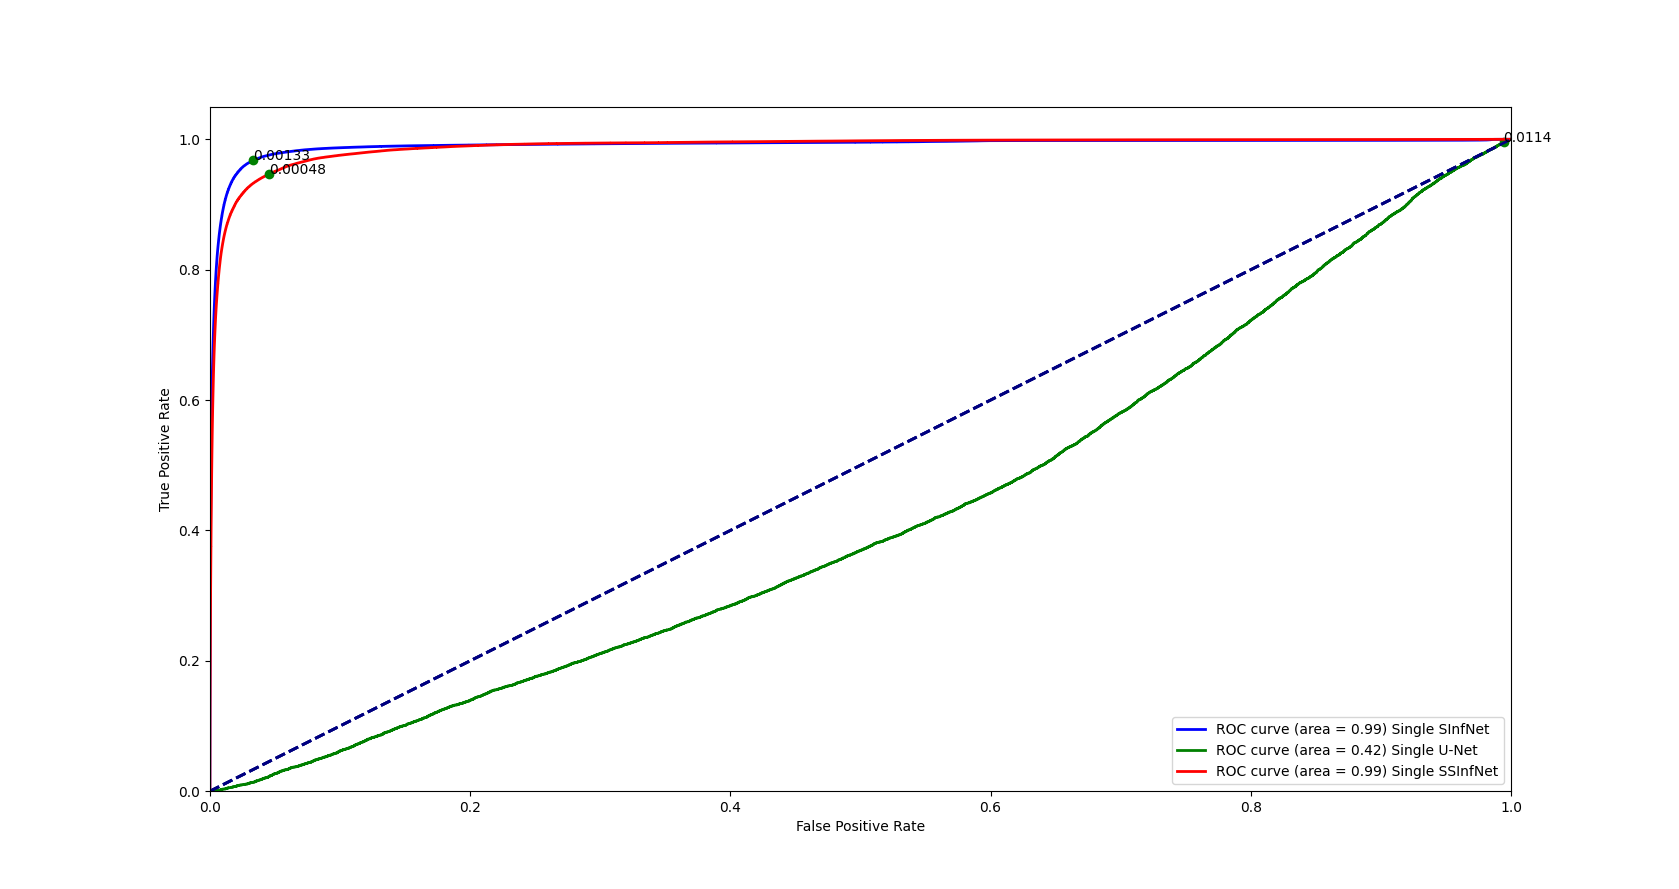 1.0
0.8
0.6
0.4
0.2
0.0
True Positive Rate
0.00133
0.00048
0.0114
ROC curve (area = 0.99) Single SInfNet
ROC curve (area = 0.42) Single U-Net
ROC curve (area = 0.99) Single SSInfNet
0.0 0.2 0.4 0.6 0.8 1.0
False Positive Rate